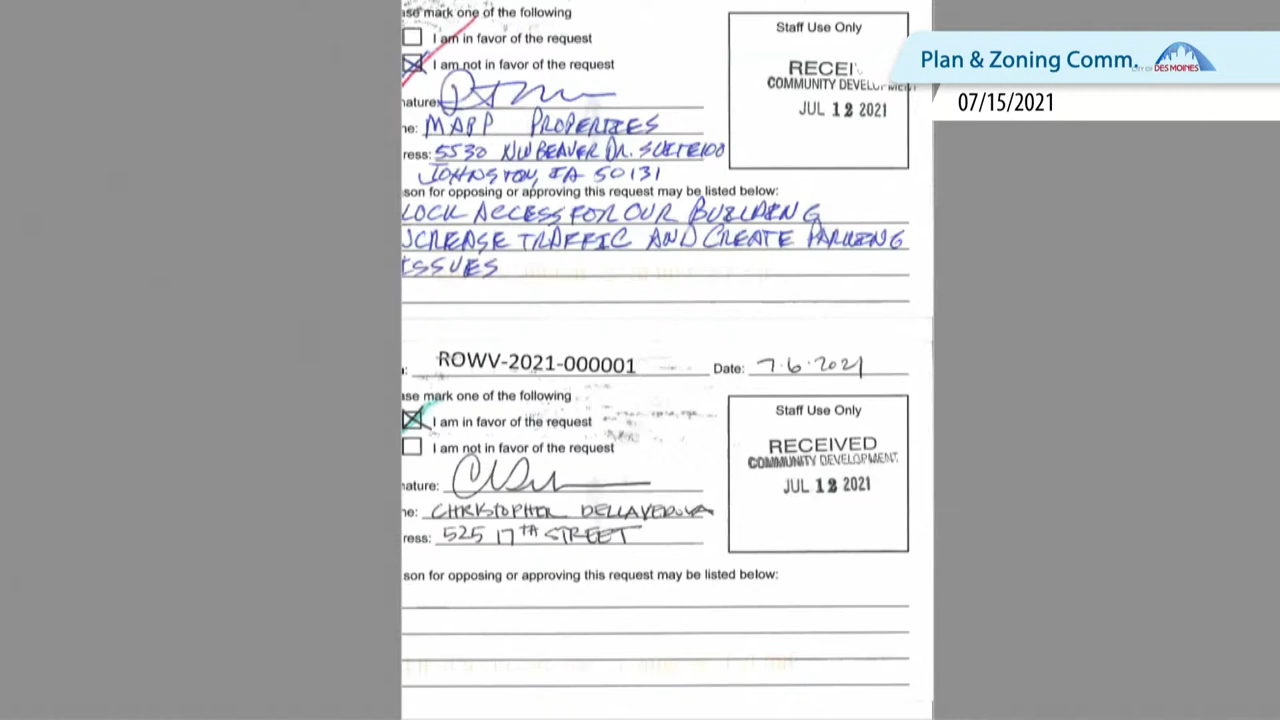 ase mark one of the following
I am in favor of the request
I am not in favor of the request
nature:
ne: MAPP PROPERTIES
ress: 5530 NW BEAVER DR. SUITE 100
JOHNSTON, IA 50131
son for opposing or approving this request may be listed below:
LOCK ACCESS FOR OUR BUILDING
NCREASE TRAFFIC AND CREATE PARKING
ISSUES
Staff Use Only
RECEIV
COMMUNITY DEVELOPMENT
JUL 12 2021
Plan & Zoning Comm.
CITY OF DES MOINES
07/15/2021
: ROWV-2021-000001 Date: 7.6.2021
ase mark one of the following
I am in favor of the request
I am not in favor of the request
nature:
ne: CHRISTOPHER
ress: 525 17TH STREET
son for opposing or approving this request may be listed below:
Staff Use Only
RECEIVED
COMMUNITY DEVELOPMENT.
JUL 12 2021